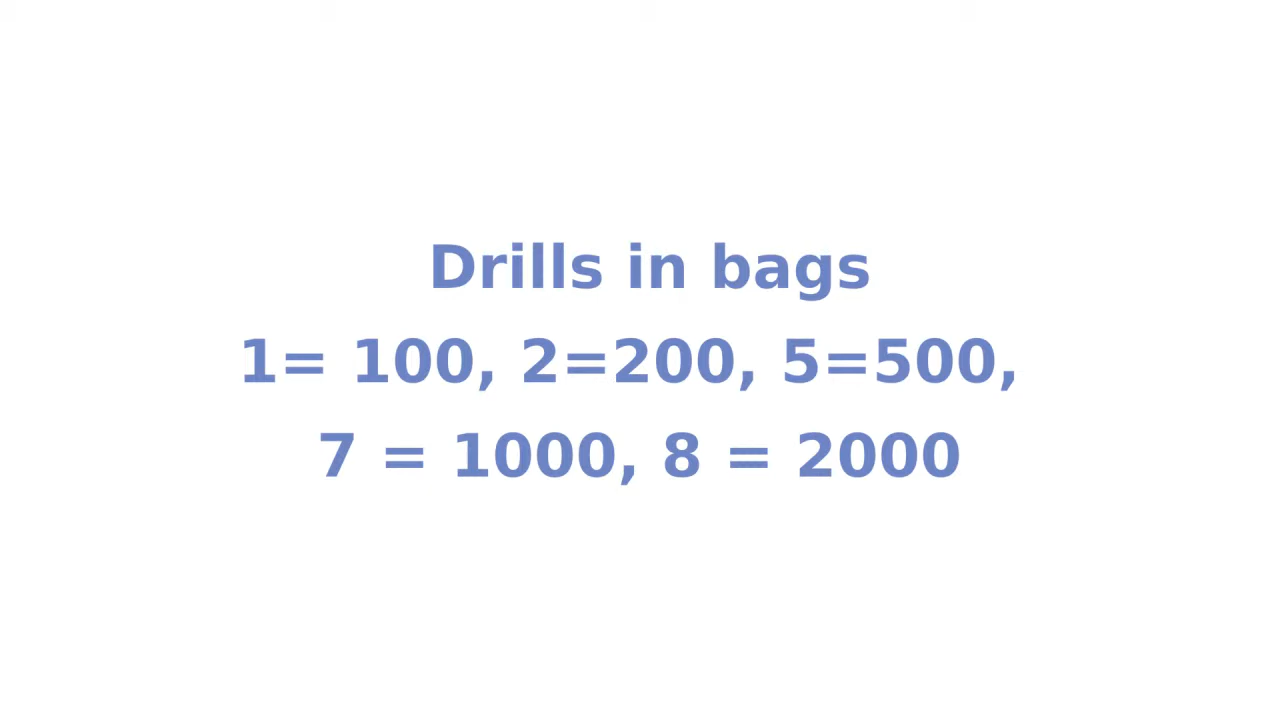 Drills in bags
1= 100, 2=200, 5=500,
7 = 1000, 8 = 2000